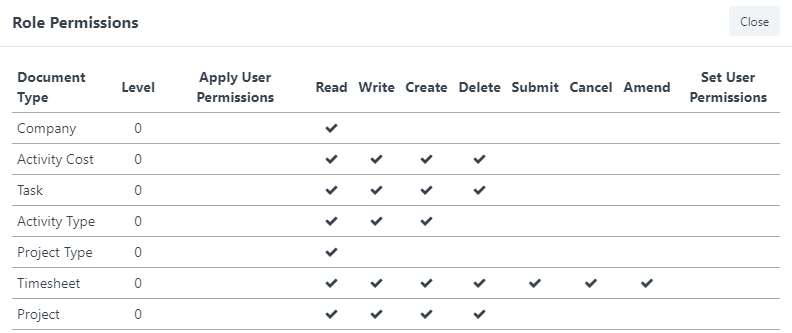 Role Permissions Close
Document Type Level Apply User Permissions Read Write Create Delete Submit Cancel Amend Set User Permissions
Company 0 ✔
Activity Cost 0 ✔ ✔ ✔ ✔
Task 0 ✔ ✔ ✔ ✔
Activity Type 0 ✔ ✔ ✔
Project Type 0 ✔
Timesheet 0 ✔ ✔ ✔ ✔ ✔ ✔ ✔
Project 0 ✔ ✔ ✔ ✔